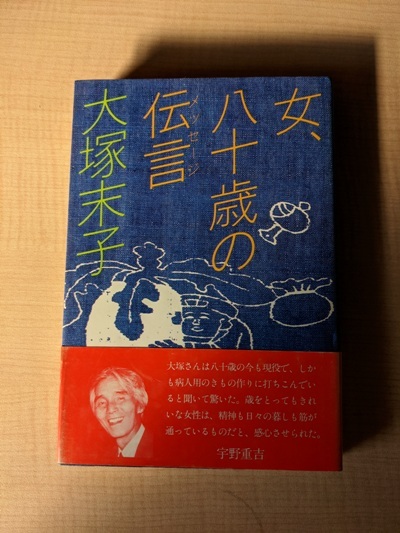 女、
八十歳の
伝言
メッセージ
大塚末子
大塚さんは八十歳の今も現役で、しか
も病人用のきもの作りに打ちこんでい
ると聞いて驚いた。歳をとってもきれ
いな女性は、精神も日々の暮しも筋が
通っているものだと、感心させられた。
宇野重吉